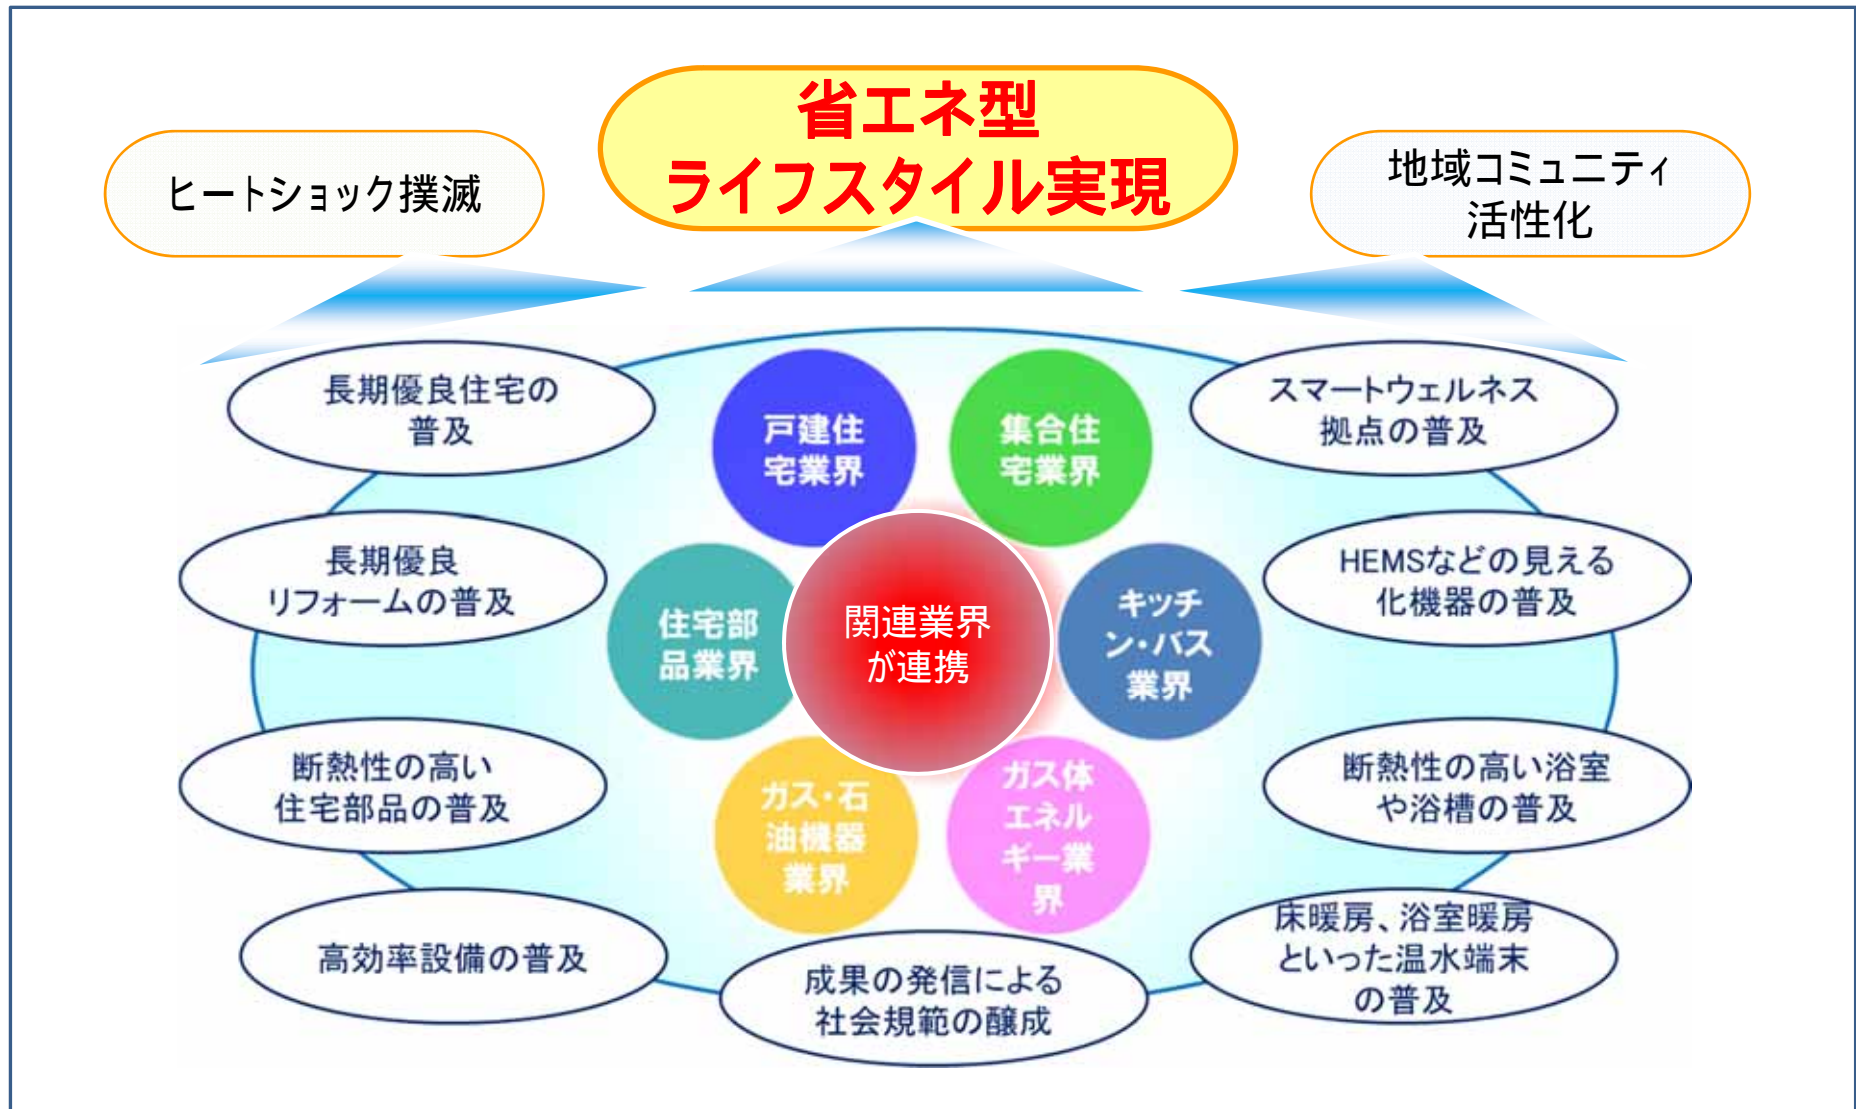 省エネ型
ライフスタイル実現
ヒートショック撲滅
地域コミュニティ
活性化
長期優良住宅の
普及
戸建住
宅業界
集合住
宅業界
スマートウェルネス
拠点の普及
長期優良
リフォームの普及
住宅部
品業界
関連業界
が連携
キッチ
ン・バス
業界
HEMSなどの見える
化機器の普及
断熱性の高い
住宅部品の普及
ガス・石
油機器
業界
ガス体
エネル
ギー業
界
断熱性の高い浴室
や浴槽の普及
高効率設備の普及
成果の発信による
社会規範の醸成
床暖房、浴室暖房
といった温水端末
の普及